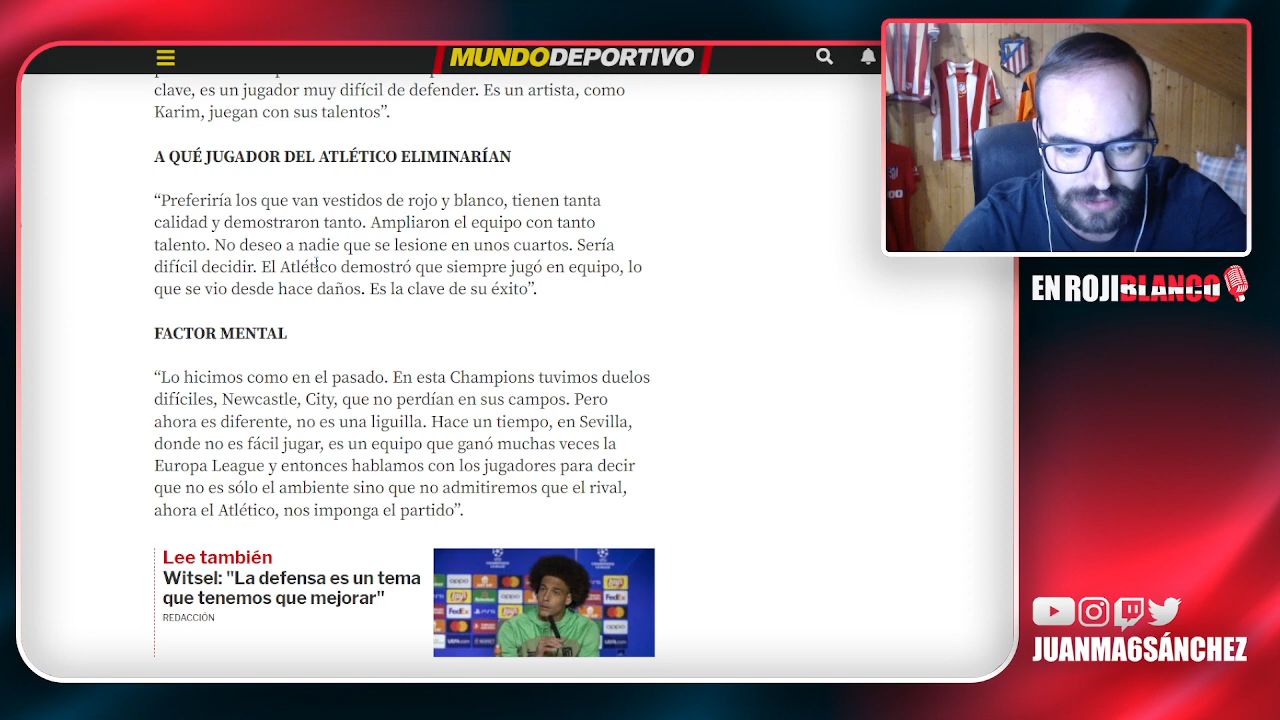 MUNDODEPORTIVO
clave, es un jugador muy difícil de defender. Es un artista, como
Karim, juegan con sus talentos”.
A QUÉ JUGADOR DEL ATLÉTICO ELIMINARÍAN
“Preferiría los que van vestidos de rojo y blanco, tienen tanta
calidad y demostraron tanto. Ampliaron el equipo con tanto
talento. No deseo a nadie que se lesione en unos cuartos. Sería
difícil decidir. El Atlético demostró que siempre jugó en equipo, lo
que se vio desde hace daños. Es la clave de su éxito”.
FACTOR MENTAL
“Lo hicimos como en el pasado. En esta Champions tuvimos duelos
difíciles, Newcastle, City, que no perdían en sus campos. Pero
ahora es diferente, no es una liguilla. Hace un tiempo, en Sevilla,
donde no es fácil jugar, es un equipo que ganó muchas veces la
Europa League y entonces hablamos con los jugadores para decir
que no es sólo el ambiente sino que no admitiremos que el rival,
ahora el Atlético, nos imponga el partido”.
Lee también
Witsel: "La defensa es un tema
que tenemos que mejorar"
REDACCIÓN
oppo
FedEx
EN ROJIBLANCO
JUANMA6SÁNCHEZ